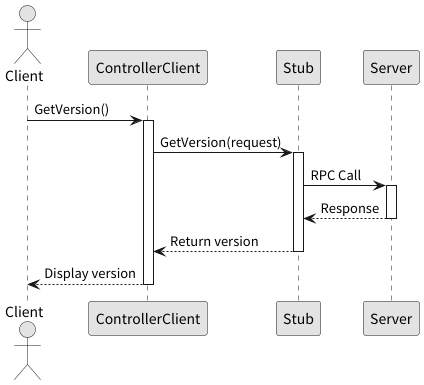 Client
ControllerClient
Stub
Server
GetVersion()
GetVersion(request)
RPC Call
Response
Return version
Display version
Client
ControllerClient
Stub
Server